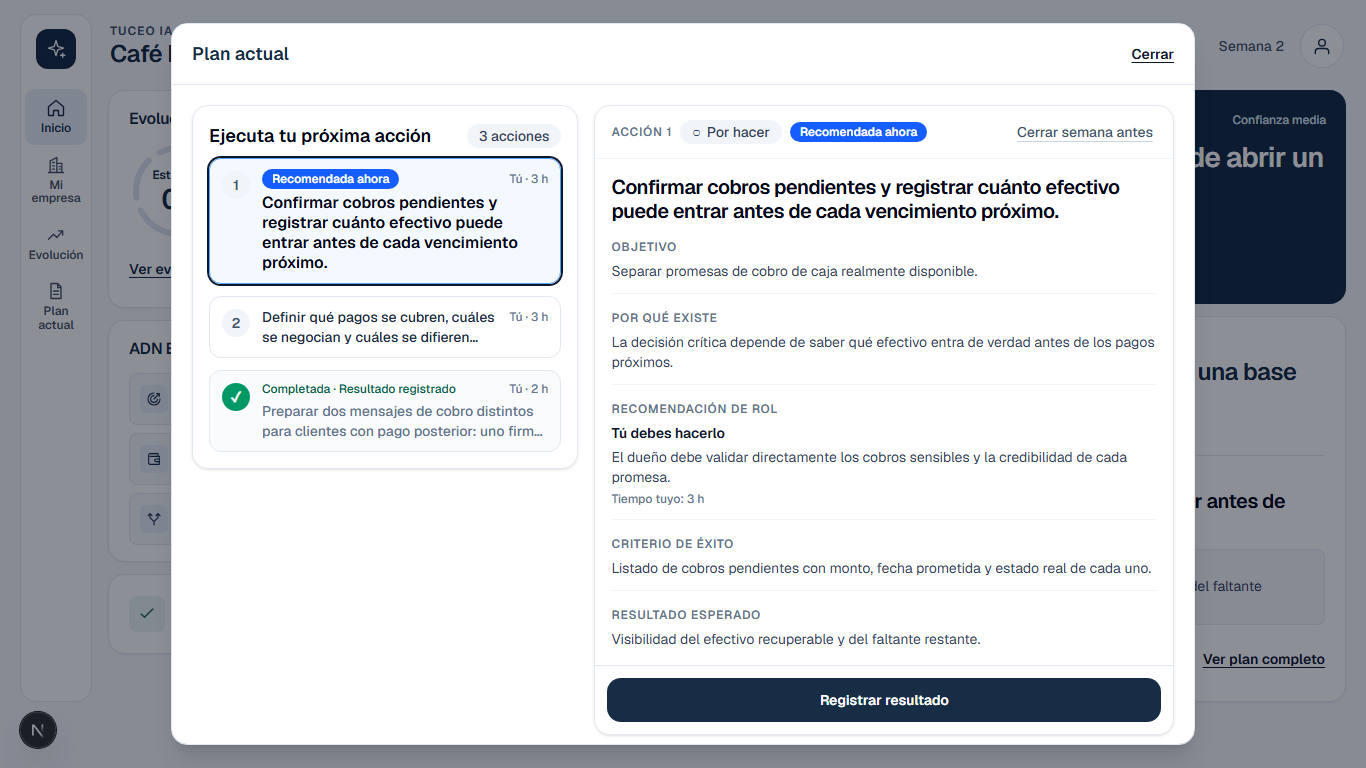 TUCEO IA
Café
Semana 2
Inicio
Mi
empresa
Evolución
Plan
actual
Ver
ADN
Confianza media
de abrir un
una base
antes de
del faltante
Ver plan completo
N
Plan actual
Cerrar
Ejecuta tu próxima acción
3 acciones
1
Recomendada ahora
Tú · 3 h
Confirmar cobros pendientes y
registrar cuánto efectivo puede
entrar antes de cada vencimiento
próximo.
2
Definir qué pagos se cubren, cuáles
se negocian y cuáles se difieren...
Tú · 3 h
Completada · Resultado registrado
Tú · 2 h
Preparar dos mensajes de cobro distintos
para clientes con pago posterior: uno firm...
ACCIÓN 1
Por hacer
Recomendada ahora
Cerrar semana antes
Confirmar cobros pendientes y registrar cuánto efectivo
puede entrar antes de cada vencimiento próximo.
OBJETIVO
Separar promesas de cobro de caja realmente disponible.
POR QUÉ EXISTE
La decisión crítica depende de saber qué efectivo entra de verdad antes de los pagos
próximos.
RECOMENDACIÓN DE ROL
Tú debes hacerlo
El dueño debe validar directamente los cobros sensibles y la credibilidad de cada
promesa.
Tiempo tuyo: 3 h
CRITERIO DE ÉXITO
Listado de cobros pendientes con monto, fecha prometida y estado real de cada uno.
RESULTADO ESPERADO
Visibilidad del efectivo recuperable y del faltante restante.
Registrar resultado